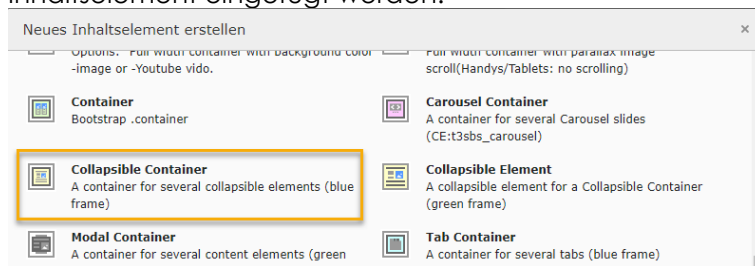 Inhaltselement eingefügt werden.
Neues Inhaltselement erstellen ×
Options: Full width container with background color
-image or -Youtube vido.
Full width container with parallax image
scroll(Handys/Tablets: no scrolling)
Container
Bootstrap .container
Carousel Container
A container for several Carousel slides
(CE:t3sbs_carousel)
Collapsible Container
A container for several collapsible elements (blue
frame)
Collapsible Element
A collapsible element for a Collapsible Container
(green frame)
Modal Container
A container for several content elements (green
Tab Container
A container for several tabs (blue frame)